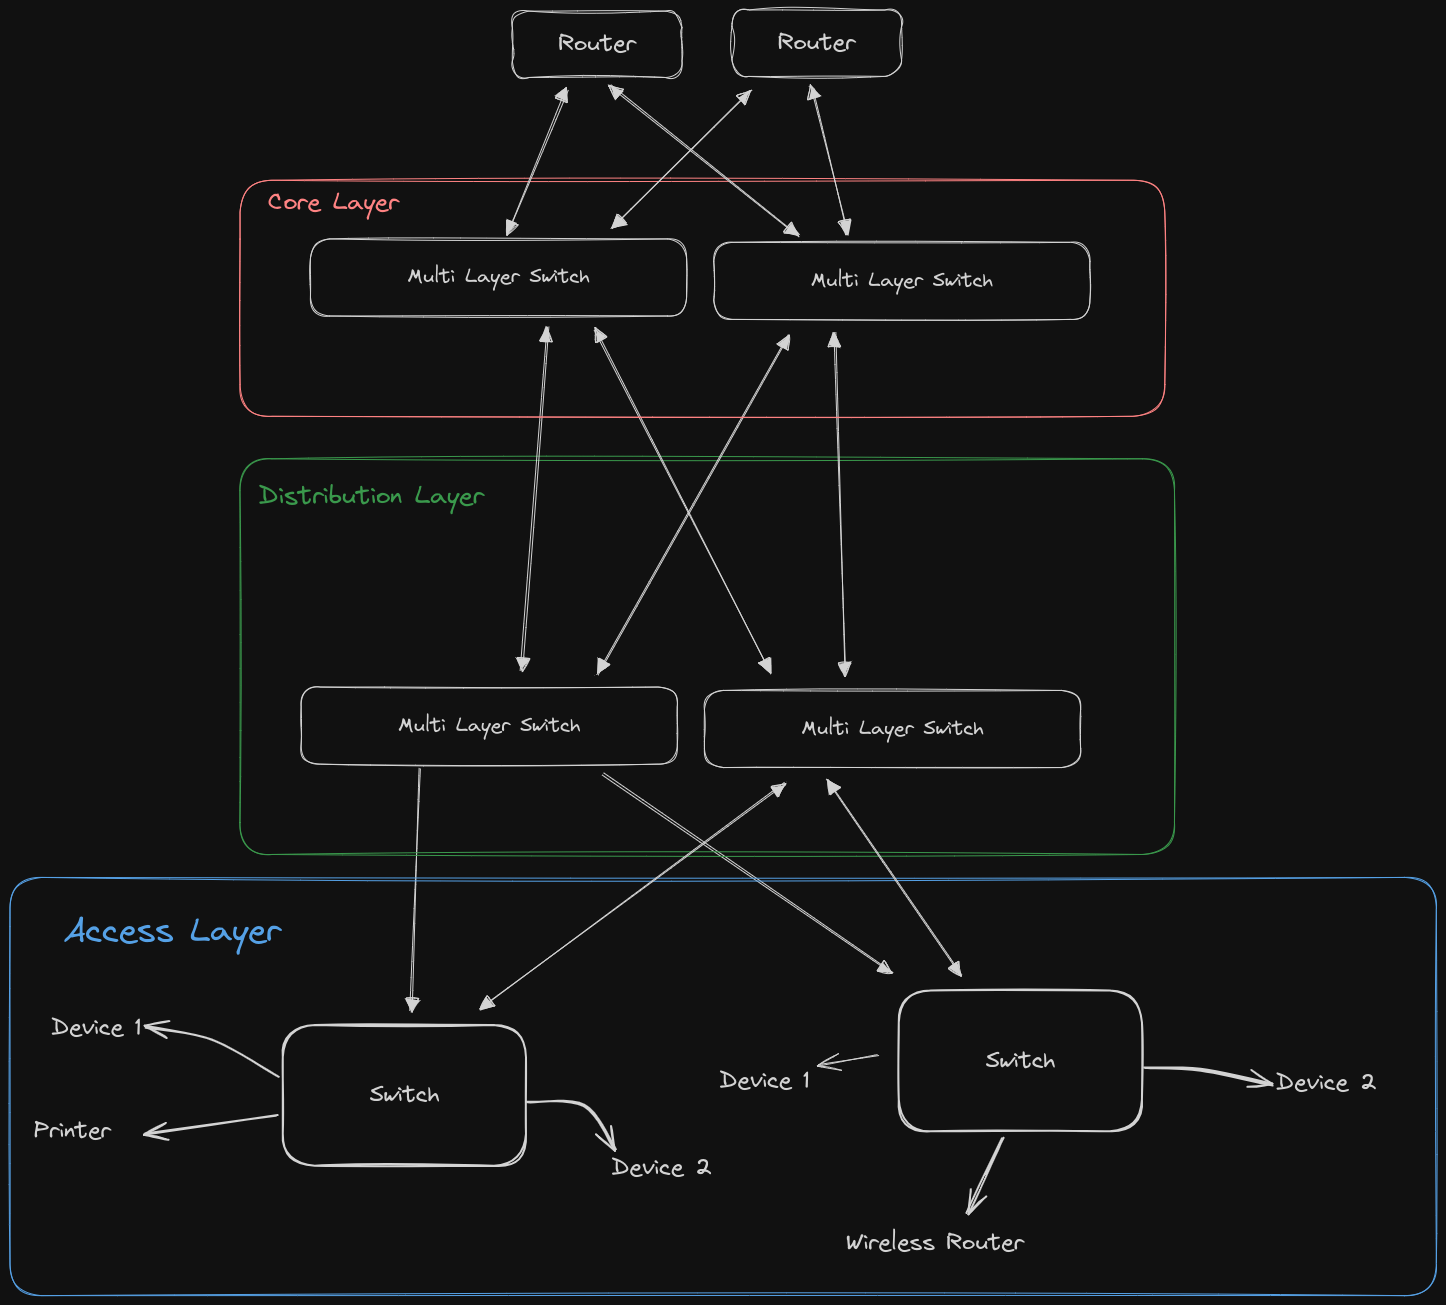 Router
Router
Core Layer
Multi Layer Switch
Multi Layer Switch
Distribution Layer
Multi Layer Switch
Multi Layer Switch
Access Layer
Device 1
Printer
Switch
Device 2
Device 1
Switch
Device 2
Wireless Router